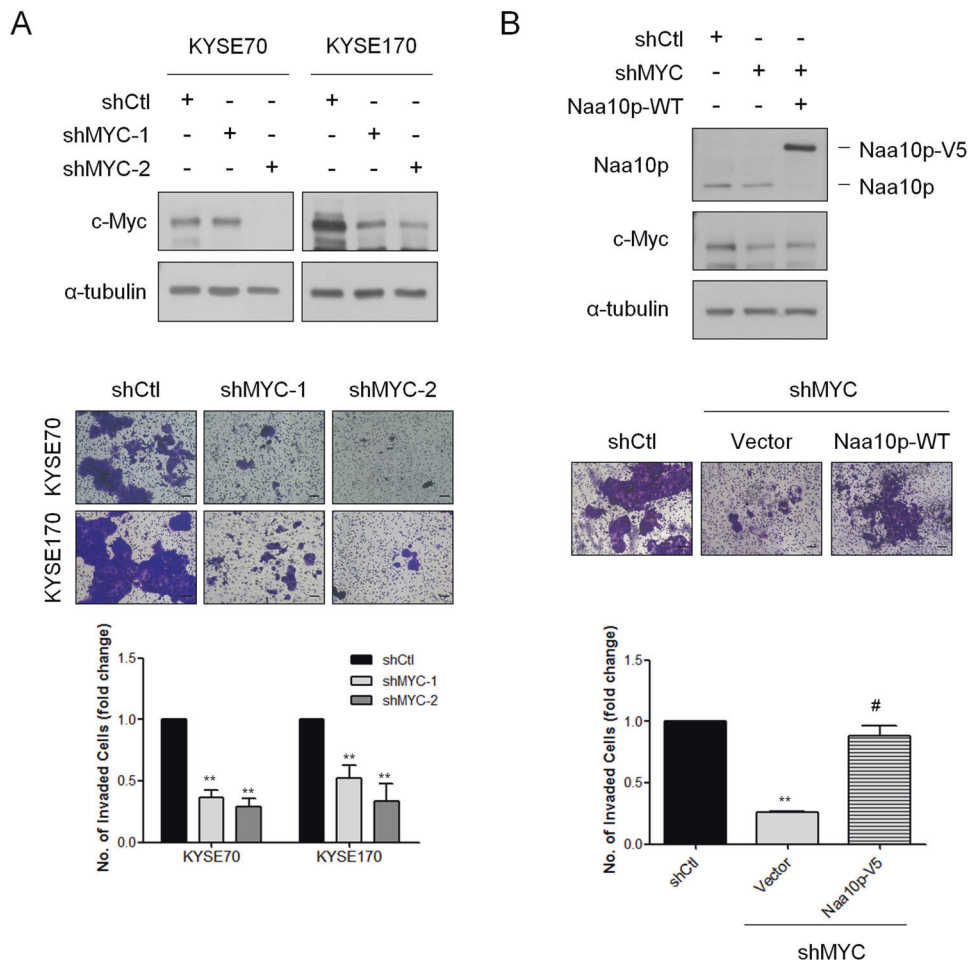 A
KYSE70 KYSE170
shCtl + - - + - -
shMYC-1 - + - - + -
shMYC-2 - - + - - +
c-Myc
α-tubulin
shCtl shMYC-1 shMYC-2
KYSE70
KYSE170
No. of Invaded Cells (fold change)
1.5
1.0
0.5
0.0
shCtl
shMYC-1
shMYC-2
** ** ** **
KYSE70 KYSE170
B
shCtl + - -
shMYC - + +
Naa10p-WT - - +
Naa10p
– Naa10p-V5
– Naa10p
c-Myc
α-tubulin
shMYC
shCtl Vector Naa10p-WT
No. of Invaded Cells (fold change)
1.5
1.0
0.5
0.0
** #
shCtl Vector Naa10p-V5
shMYC